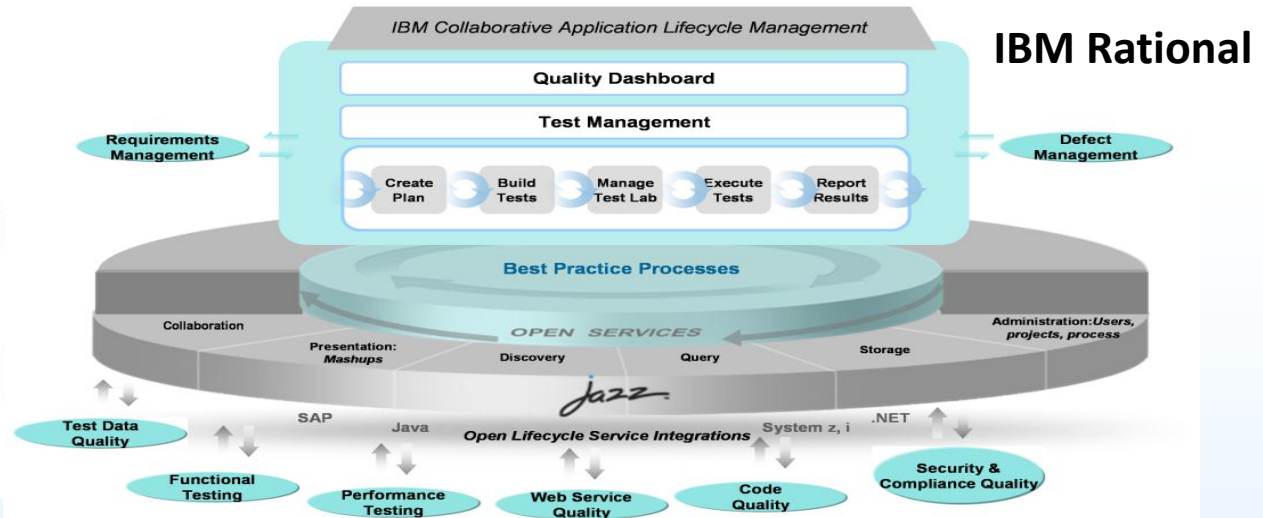 IBM Collaborative Application Lifecycle Management
IBM Rational
Quality Dashboard
Test Management
Requirements
Management
Defect
Management
Create
Plan
Build
Tests
Manage
Test Lab
Execute
Tests
Report
Results
Best Practice Processes
OPEN SERVICES
Collaboration
Presentation:
Mashups
Discovery
Query
Storage
Administration:Users,
projects, process
Jazz
Test Data
Quality
SAP
Java
Open Lifecycle Service Integrations
System z, i
.NET
Functional
Testing
Performance
Testing
Web Service
Quality
Code
Quality
Security &
Compliance Quality